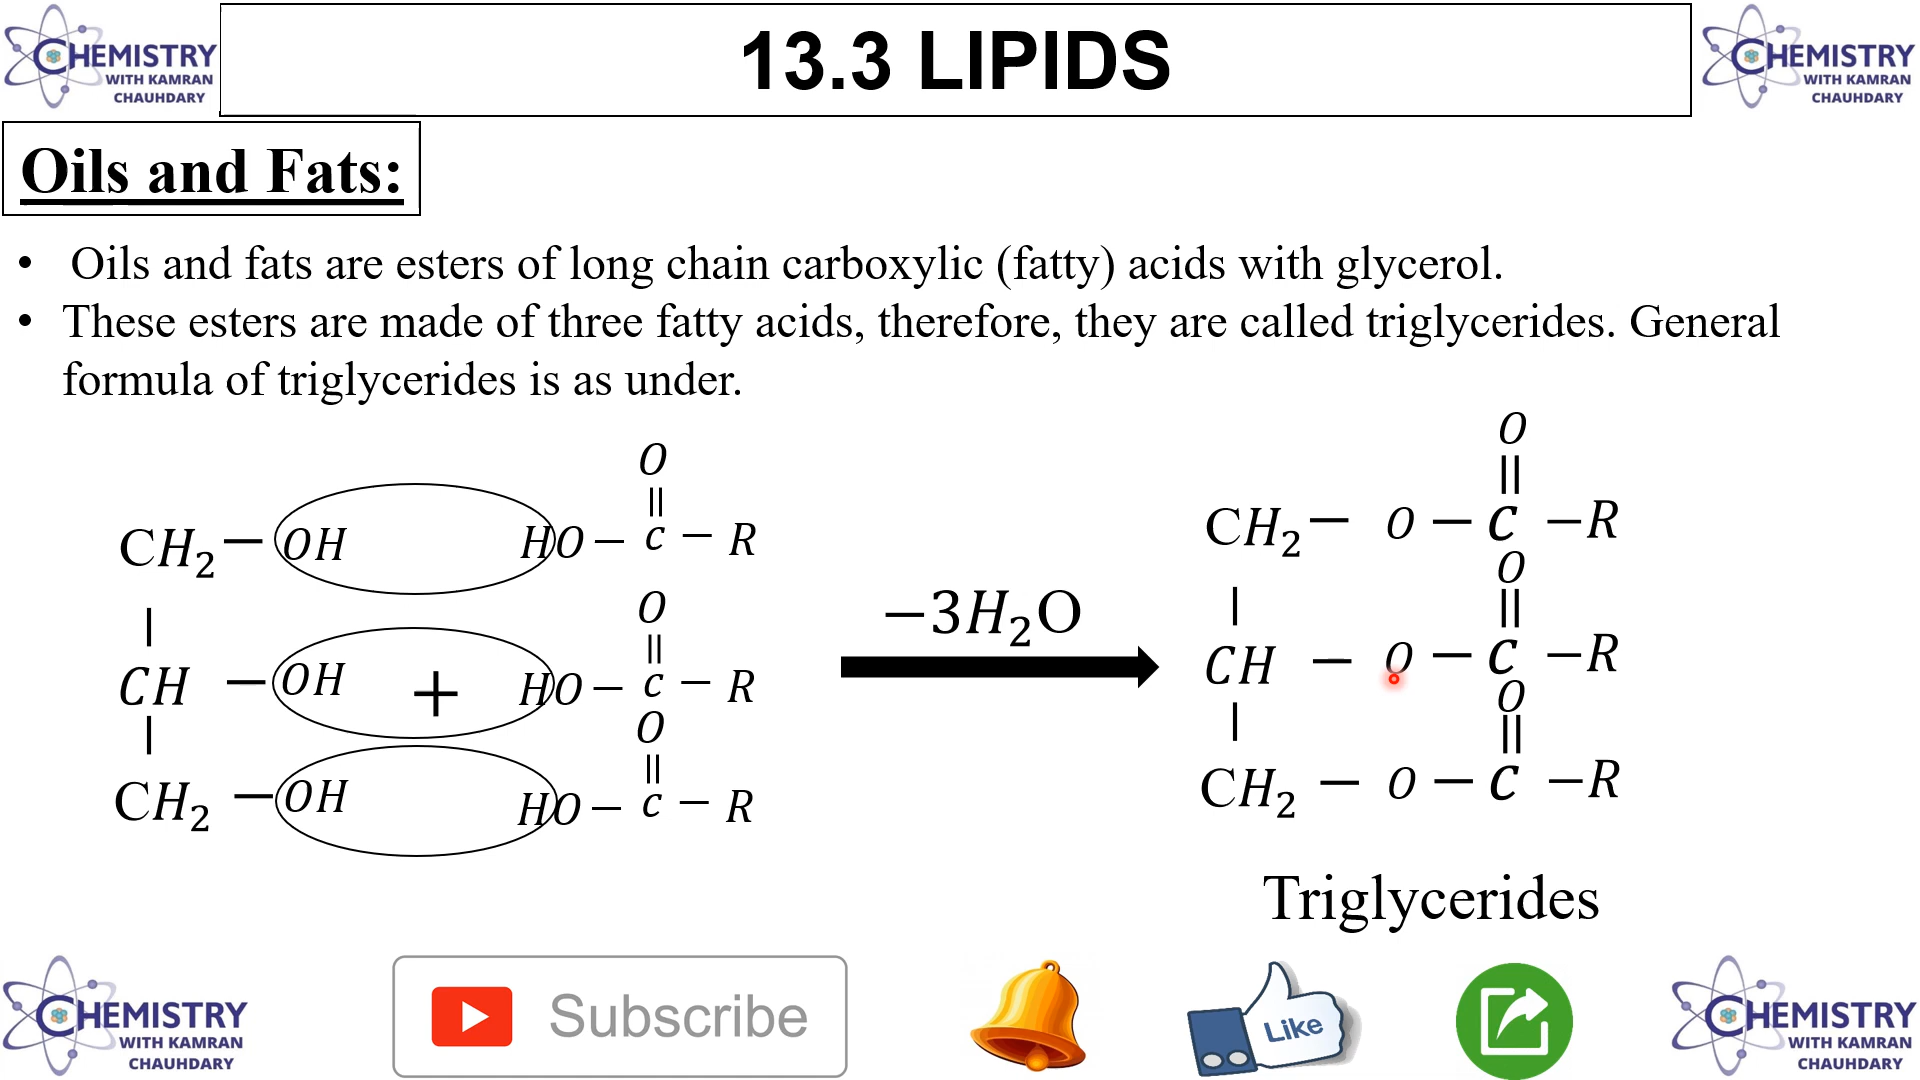 CHEMISTRY
WITH KAMRAN
CHAUHDARY
13.3 LIPIDS
CHEMISTRY
WITH KAMRAN
CHAUHDARY
Oils and Fats:
• Oils and fats are esters of long chain carboxylic (fatty) acids with glycerol.
• These esters are made of three fatty acids, therefore, they are called triglycerides. General
formula of triglycerides is as under.
O
||
CH₂ — OH HO — C — R
|
O
||
CH — OH + HO — C — R
|
O
||
CH₂ — OH HO — C — R
−3H₂O
O
||
CH₂ — O — C — R
|
O
||
CH — O — C — R
|
O
||
CH₂ — O — C — R
Triglycerides
CHEMISTRY
WITH KAMRAN
CHAUHDARY
Subscribe
Like
CHEMISTRY
WITH KAMRAN
CHAUHDARY